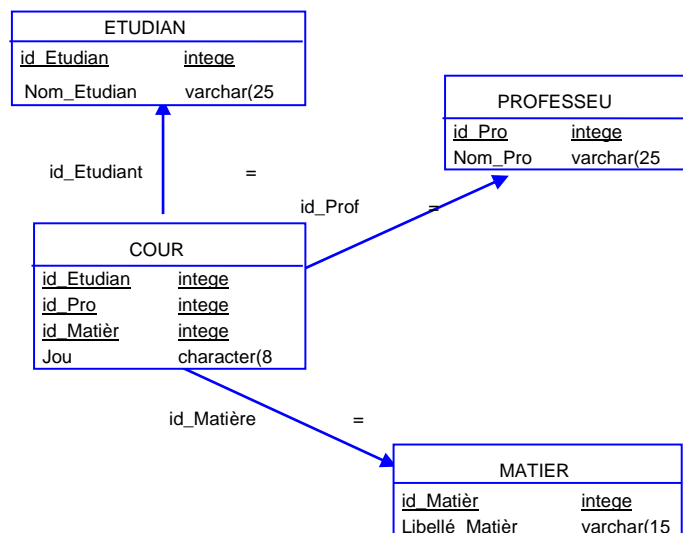 ETUDIAN
id_Etudian intege
Nom_Etudian varchar(25
PROFESSEU
id_Pro intege
Nom_Pro varchar(25
id_Etudiant =
id_Prof =
COUR
id_Etudian intege
id_Pro intege
id_Matièr intege
Jou character(8
id_Matière =
MATIER
id_Matièr intege
Libellé_Matièr varchar(15